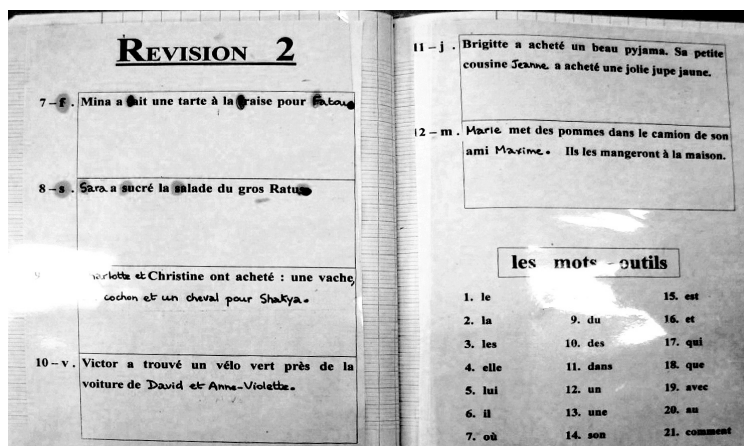 REVISION 2
7 – f . Mina a fait une tarte à la fraise pour Fatou
8 – s . Sara a sucré la salade du gros Ratus
et Christine ont acheté : une vache,
cochon et un cheval pour Shakya.
10 – v . Victor a trouvé un vélo vert près de la
voiture de David et Anne-Violette.
11 – j . Brigitte a acheté un beau pyjama. Sa petite
cousine Jeanne a acheté une jolie jupe jaune.
12 – m . Marie met des pommes dans le camion de son
ami Maxime. Ils les mangeront à la maison.
les mots - outils
1. le
2. la
3. les
4. elle
5. lui
6. il
7. où
9. du
10. des
11. dans
12. un
13. une
14. son
15. est
16. et
17. qui
18. que
19. avec
20. au
21. comment